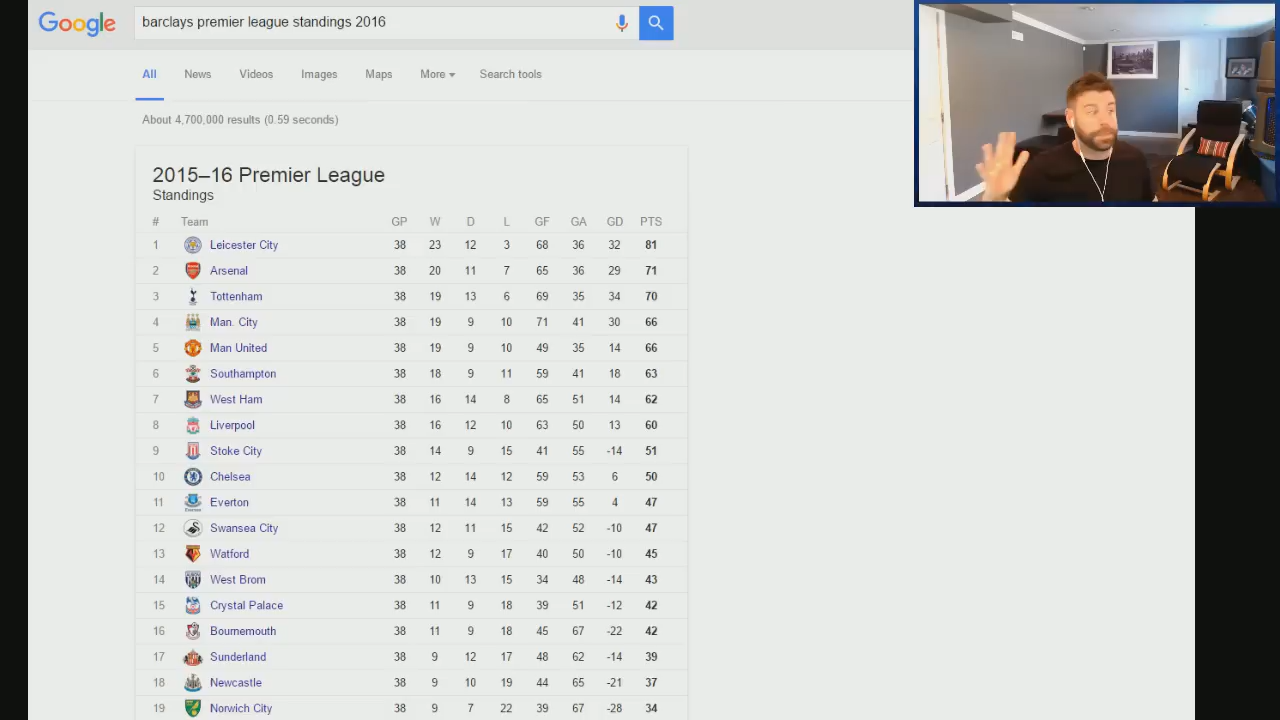 Google barclays premier league standings 2016
All News Videos Images Maps More Search tools
About 4,700,000 results (0.59 seconds)
2015–16 Premier League
Standings
# Team GP W D L GF GA GD PTS
1 Leicester City 38 23 12 3 68 36 32 81
2 Arsenal 38 20 11 7 65 36 29 71
3 Tottenham 38 19 13 6 69 35 34 70
4 Man. City 38 19 9 10 71 41 30 66
5 Man United 38 19 9 10 49 35 14 66
6 Southampton 38 18 9 11 59 41 18 63
7 West Ham 38 16 14 8 65 51 14 62
8 Liverpool 38 16 12 10 63 50 13 60
9 Stoke City 38 14 9 15 41 55 -14 51
10 Chelsea 38 12 14 12 59 53 6 50
11 Everton 38 11 14 13 59 55 4 47
12 Swansea City 38 12 11 15 42 52 -10 47
13 Watford 38 12 9 17 40 50 -10 45
14 West Brom 38 10 13 15 34 48 -14 43
15 Crystal Palace 38 11 9 18 39 51 -12 42
16 Bournemouth 38 11 9 18 45 67 -22 42
17 Sunderland 38 9 12 17 48 62 -14 39
18 Newcastle 38 9 10 19 44 65 -21 37
19 Norwich City 38 9 7 22 39 67 -28 34